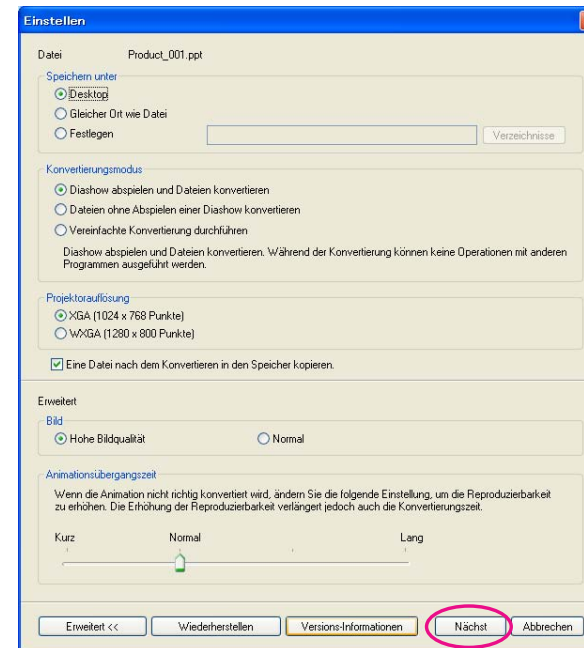 Einstellen
Datei Product_001.ppt
Speichern unter
Desktop
Gleicher Ort wie Datei
Festlegen Verzeichnisse
Konvertierungsmodus
Diashow abspielen und Dateien konvertieren
Dateien ohne Abspielen einer Diashow konvertieren
Vereinfachte Konvertierung durchführen
Diashow abspielen und Dateien konvertieren. Während der Konvertierung können keine Operationen mit anderen
Programmen ausgeführt werden.
Projektorauflösung
XGA (1024 x 768 Punkte)
WXGA (1280 x 800 Punkte)
Eine Datei nach dem Konvertieren in den Speicher kopieren.
Erweitert
Bild
Hohe Bildqualität Normal
Animationsübergangszeit
Wenn die Animation nicht richtig konvertiert wird, ändern Sie die folgende Einstellung, um die Reproduzierbarkeit
zu erhöhen. Die Erhöhung der Reproduzierbarkeit verlängert jedoch auch die Konvertierungszeit.
Kurz Normal Lang
Erweitert << Wiederherstellen Versions-Informationen Nächst Abbrechen